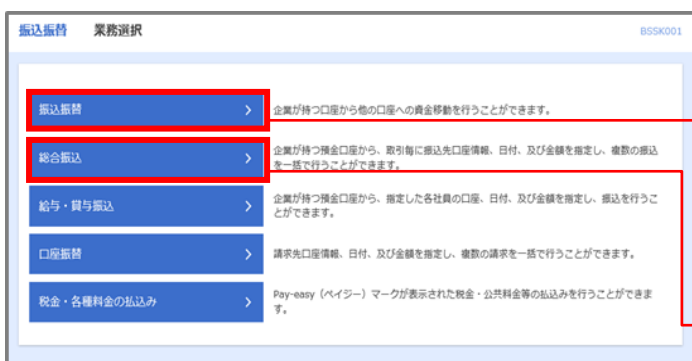 振込振替 業務選択 BSSK001
振込振替 企業が持つ口座から他の口座への資金移動を行うことができます。
総合振込 企業が持つ預金口座から、取引毎に振込先口座情報、日付、及び金額を指定し、複数の振込
を一括で行うことができます。
給与・賞与振込 企業が持つ預金口座から、指定した各社員の口座、日付、及び金額を指定し、振込を行うこ
とができます。
口座振替 請求先口座情報、日付、及び金額を指定し、複数の請求を一括で行うことができます。
税金・各種料金の払込み Pay-easy（ペイジー）マークが表示された税金・公共料金等の払込みを行うことができま
す。